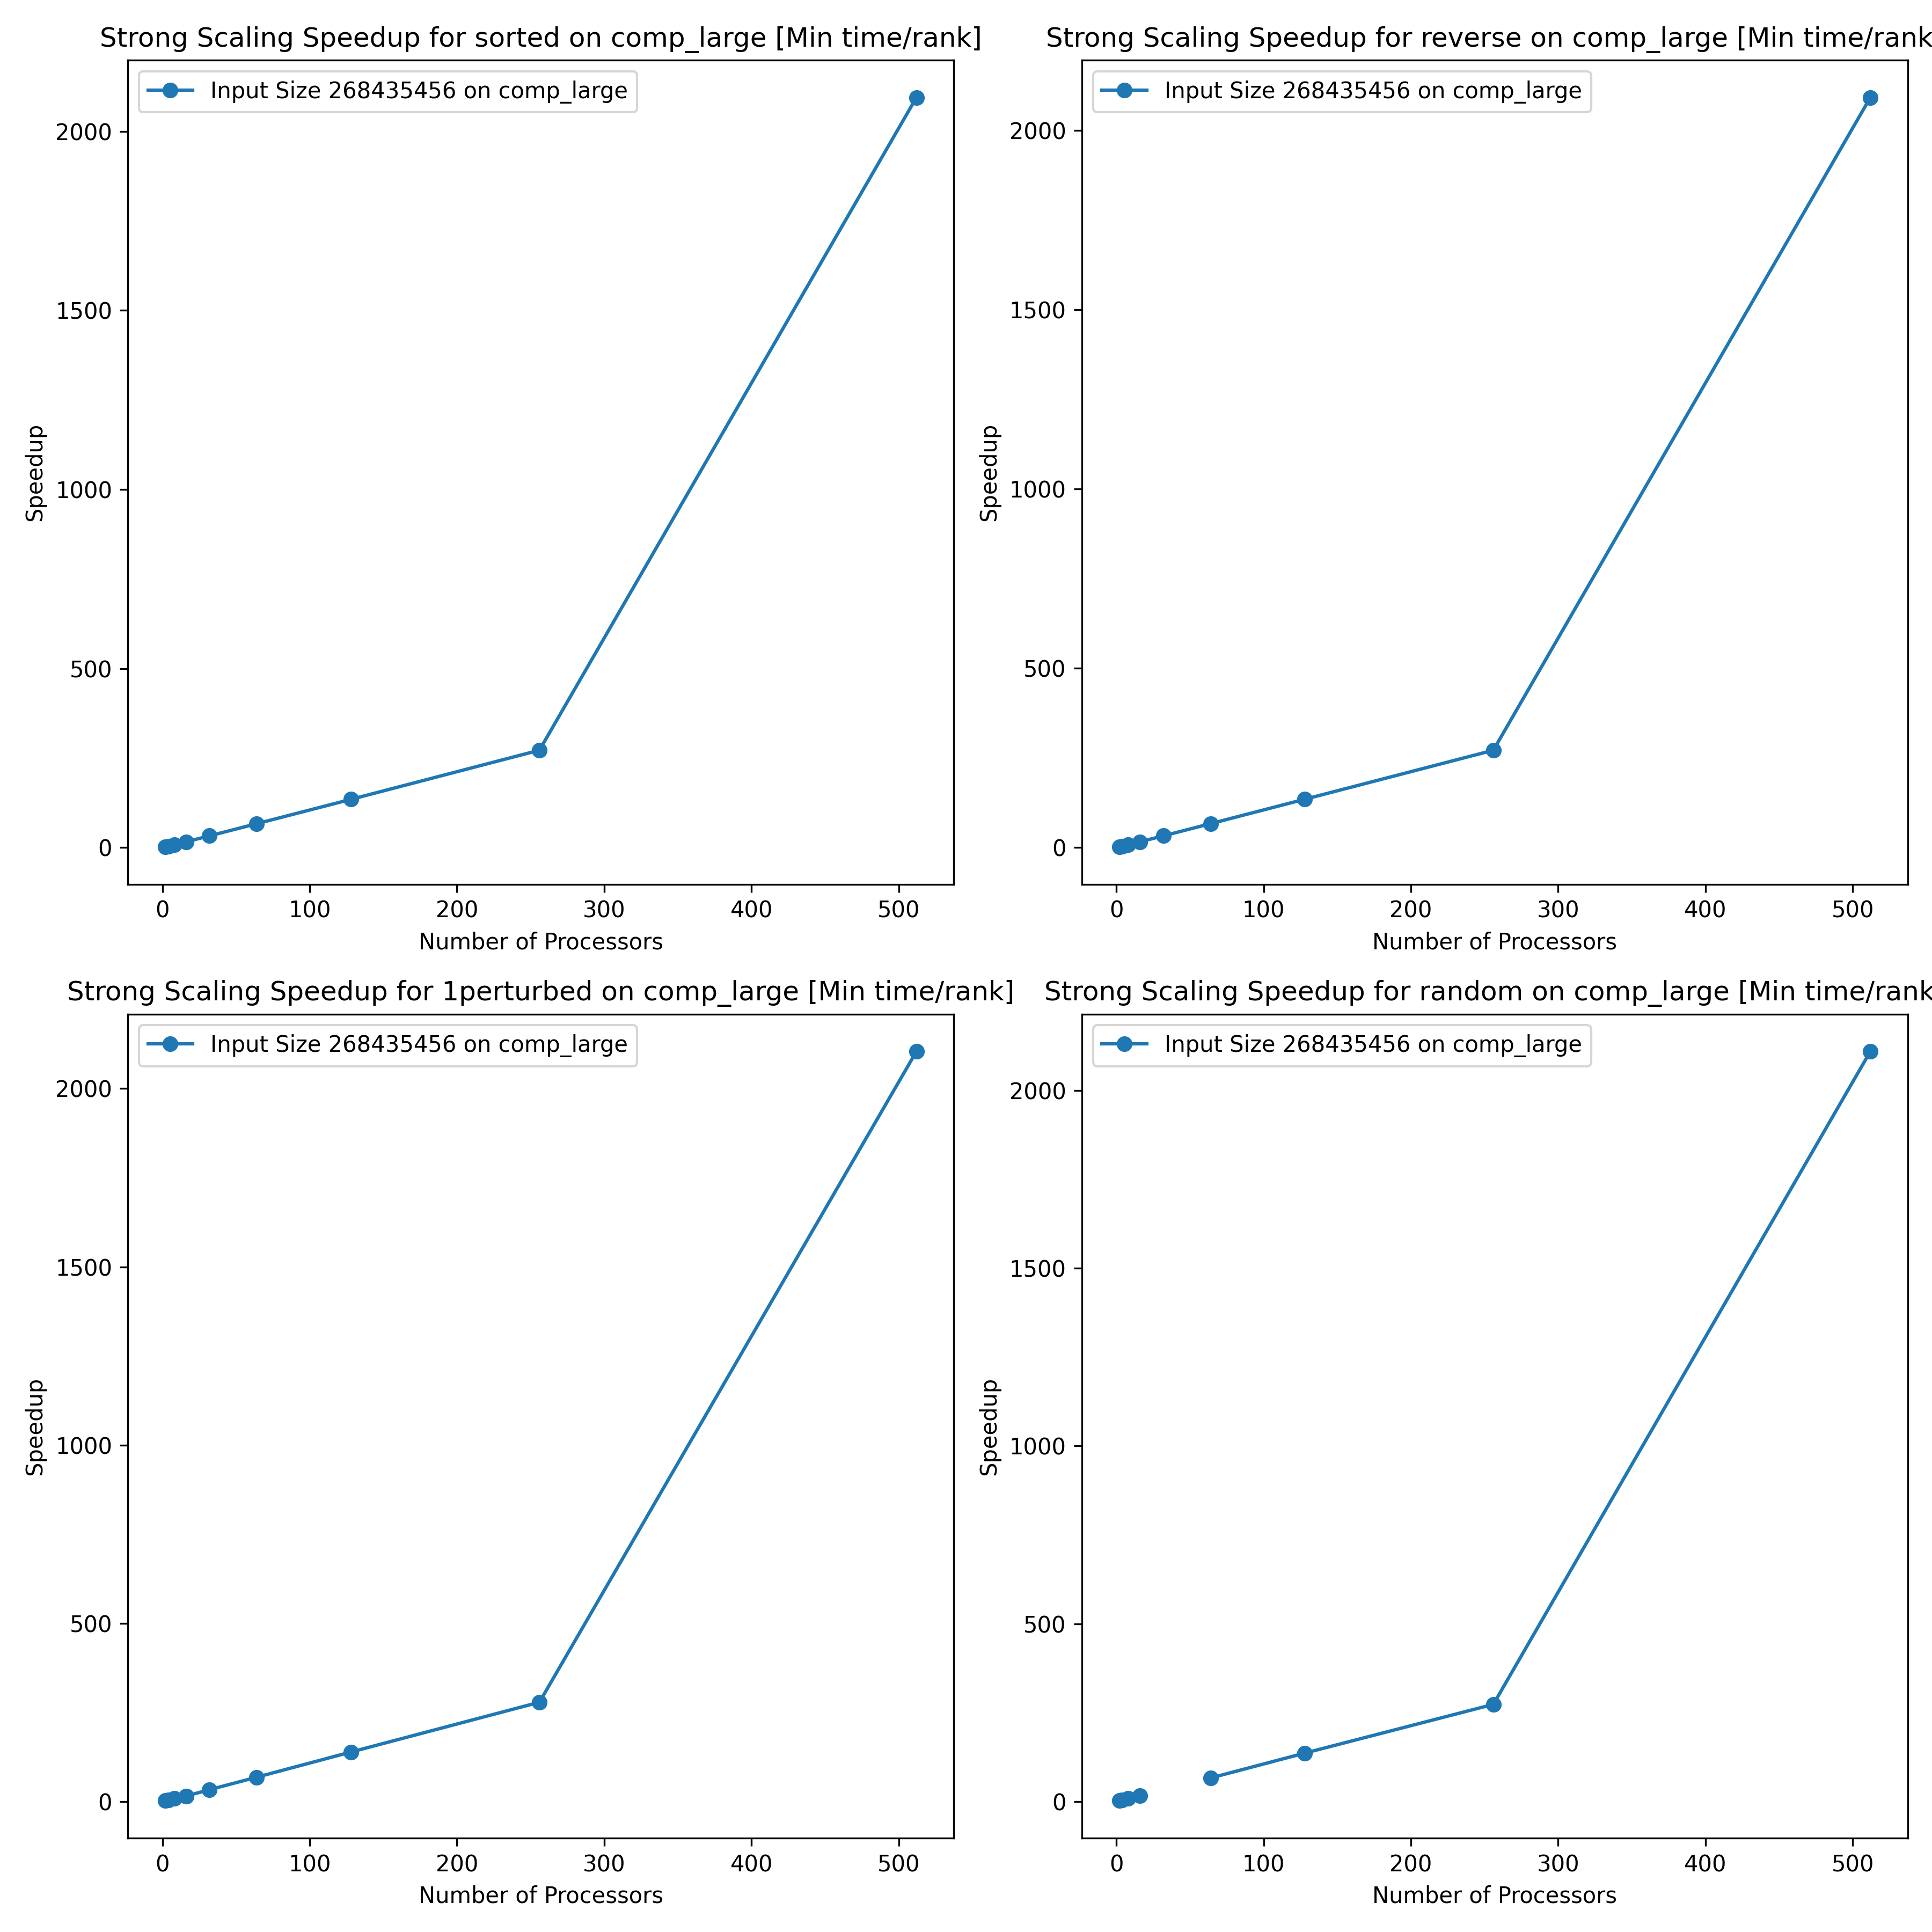 Strong Scaling Speedup for sorted on comp_large [Min time/rank]
Input Size 268435456 on comp_large
2000
1500
1000
500
0
Speedup
0 100 200 300 400 500
Number of Processors
Strong Scaling Speedup for reverse on comp_large [Min time/rank
Input Size 268435456 on comp_large
2000
1500
1000
500
0
Speedup
0 100 200 300 400 500
Number of Processors
Strong Scaling Speedup for 1perturbed on comp_large [Min time/rank]
Input Size 268435456 on comp_large
2000
1500
1000
500
0
Speedup
0 100 200 300 400 500
Number of Processors
Strong Scaling Speedup for random on comp_large [Min time/rank
Input Size 268435456 on comp_large
2000
1500
1000
500
0
Speedup
0 100 200 300 400 500
Number of Processors